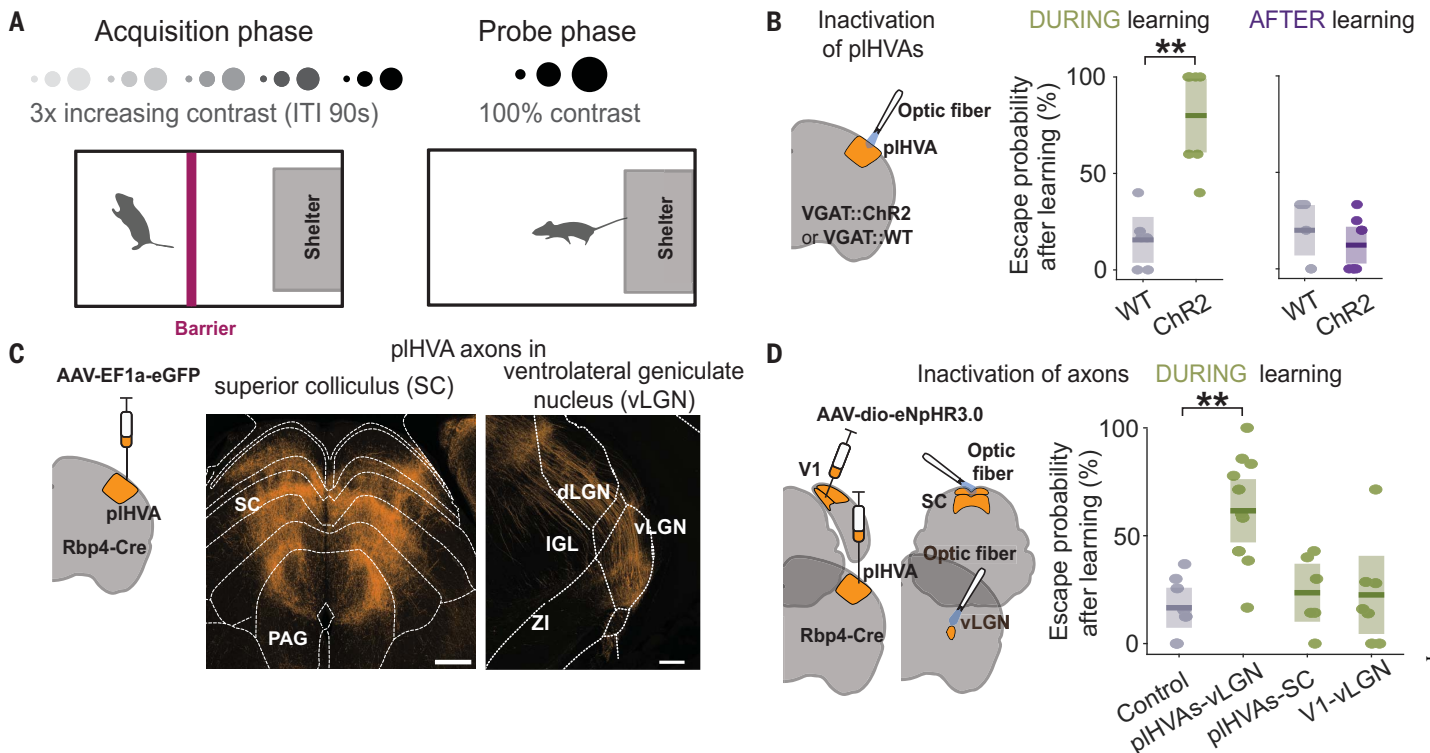 A
Acquisition phase
3x increasing contrast (ITI 90s)
Shelter
Barrier
Probe phase
100% contrast
Shelter
B
Inactivation
of plHVAs
Optic fiber
plHVA
VGAT::ChR2
or VGAT::WT
DURING learning
AFTER learning
**
Escape probability
after learning (%)
100
50
0
WT
ChR2
WT
ChR2
C
AAV-EF1a-eGFP
plHVA
Rbp4-Cre
plHVA axons in
superior colliculus (SC)
ventrolateral geniculate
nucleus (vLGN)
SC
PAG
dLGN
vLGN
IGL
ZI
D
Inactivation of axons DURING learning
AAV-dio-eNpHR3.0
V1
plHVA
Rbp4-Cre
Optic
fiber
SC
Optic fiber
vLGN
**
Escape probability
after learning (%)
100
50
0
Control
plHVAs-vLGN
plHVAs-SC
V1-vLGN